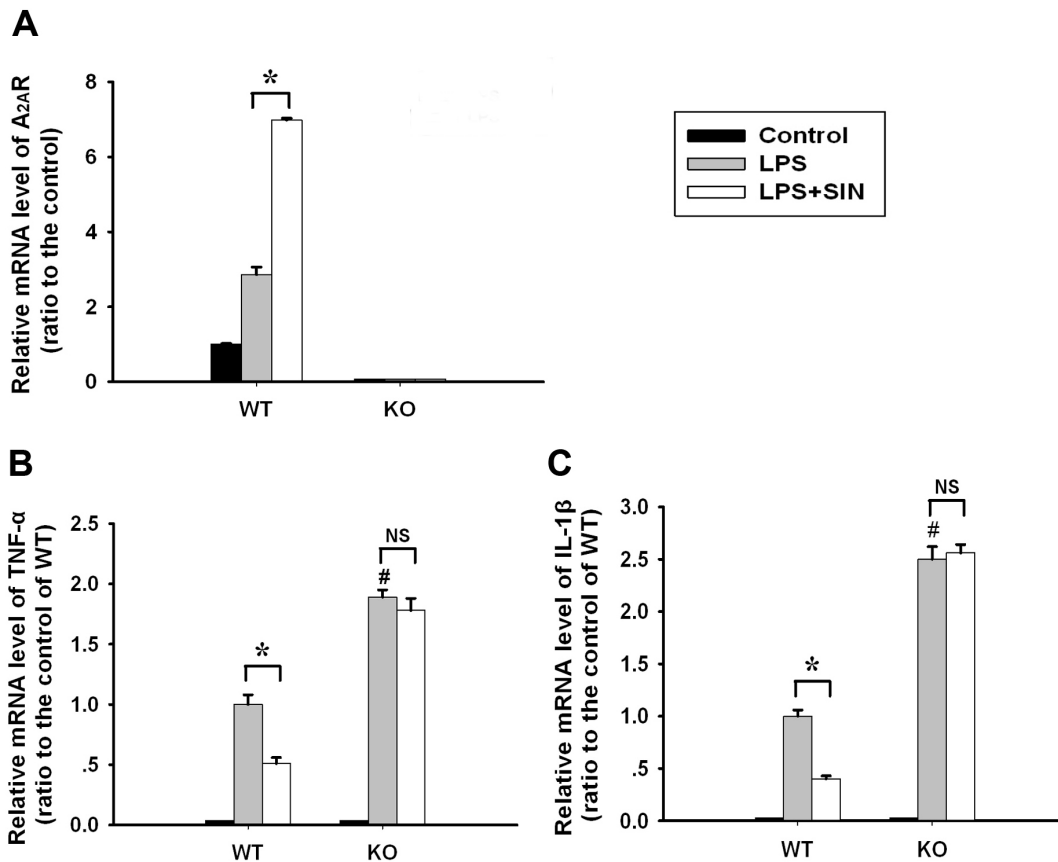 A
Relative mRNA level of A2AR
(ratio to the control)
8
6
4
2
0
*
WT
KO
Control
LPS
LPS+SIN
B
Relative mRNA level of TNF-α
(ratio to the control of WT)
2.5
2.0
1.5
1.0
.5
0.0
*
NS
#
WT
KO
C
Relative mRNA level of IL-1β
(ratio to the control of WT)
3.0
2.5
2.0
1.5
1.0
.5
0.0
*
NS
#
WT
KO